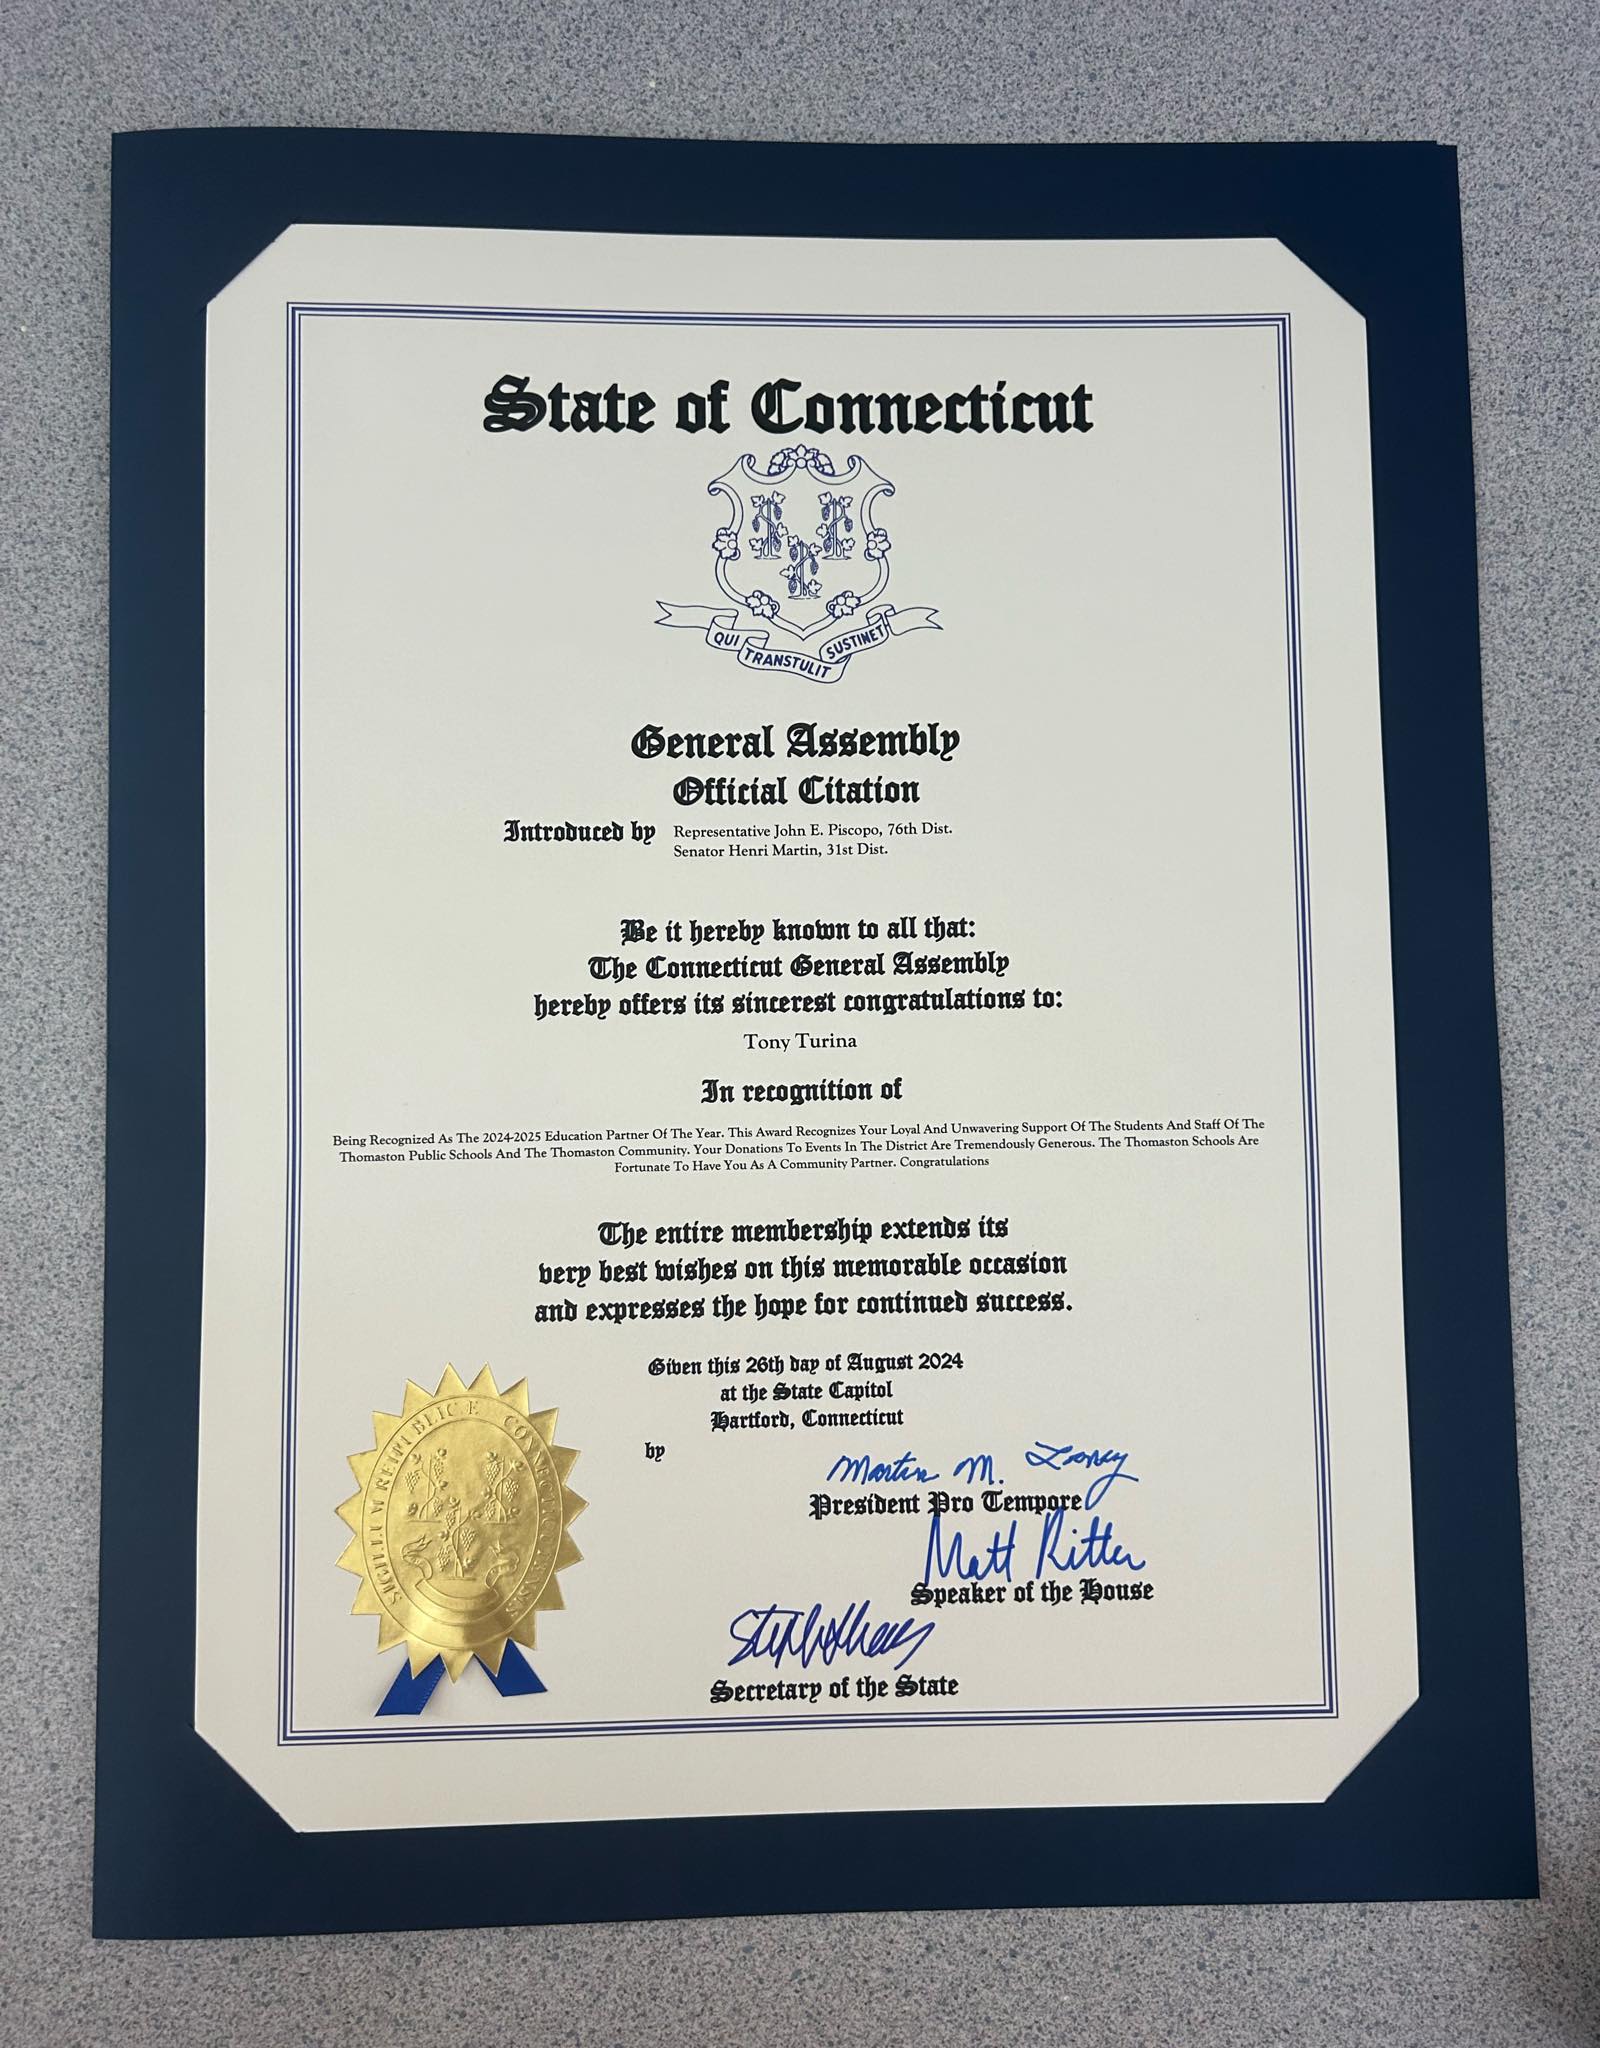 State of Connecticut
QUI TRANSTULIT SUSTINET
General Assembly
Official Citation
Introduced by Representative John E. Piscopo, 76th Dist.
Senator Henri Martin, 31st Dist.
Be it hereby known to all that:
The Connecticut General Assembly
hereby offers its sincerest congratulations to:
Tony Turina
In recognition of
Being Recognized As The 2024-2025 Education Partner Of The Year. This Award Recognizes Your Loyal And Unwavering Support Of The Students And Staff Of The
Thomaston Public Schools And The Thomaston Community. Your Donations To Events In The District Are Tremendously Generous. The Thomaston Schools Are
Fortunate To Have You As A Community Partner. Congratulations
The entire membership extends its
very best wishes on this memorable occasion
and expresses the hope for continued success.
Given this 26th day of August 2024
at the State Capitol
Hartford, Connecticut
by
Martin M. Looney
President Pro Tempore
Matt Ritter
Speaker of the House
Secretary of the State